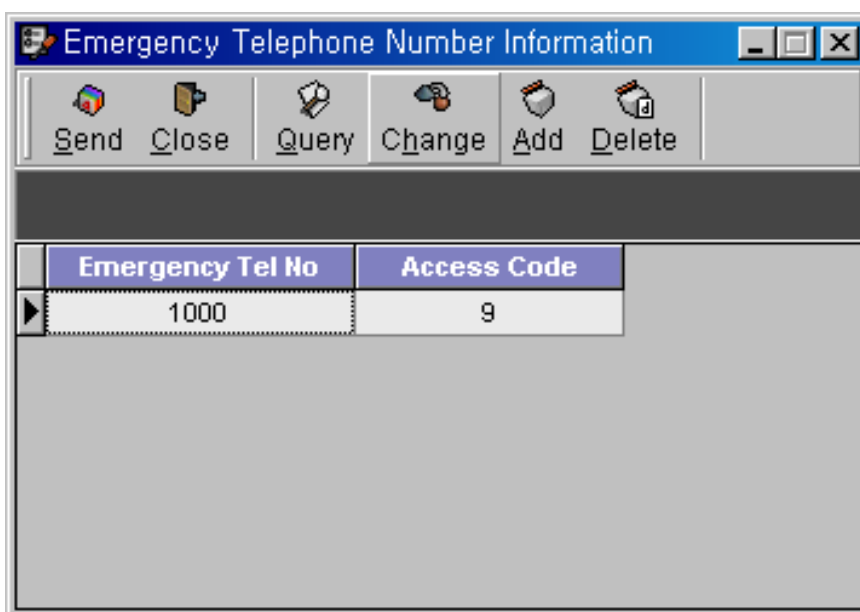 Emergency Telephone Number Information
Send Close Query Change Add Delete
Emergency Tel No Access Code
1000 9